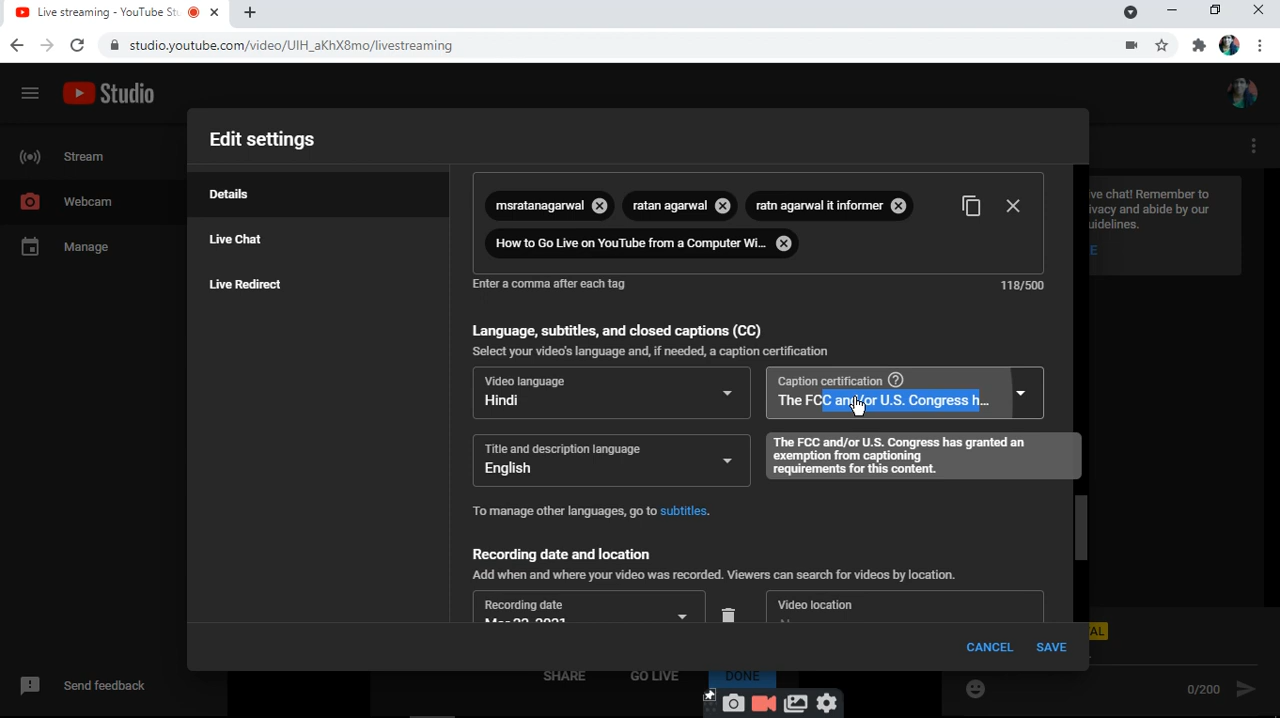 Live streaming - YouTube Stu
studio.youtube.com/video/UIH_aKhX8mo/livestreaming
Studio
Stream
Webcam
Manage
Send feedback
Edit settings
Details
Live Chat
Live Redirect
msratanagarwal
ratan agarwal
ratn agarwal it informer
How to Go Live on YouTube from a Computer Wi...
Enter a comma after each tag
118/500
Language, subtitles, and closed captions (CC)
Select your video's language and, if needed, a caption certification
Video language
Hindi
Caption certification
The FCC and/or U.S. Congress h...
The FCC and/or U.S. Congress has granted an
exemption from captioning
requirements for this content.
Title and description language
English
To manage other languages, go to subtitles.
Recording date and location
Add when and where your video was recorded. Viewers can search for videos by location.
Recording date
Video location
CANCEL
SAVE
ve chat! Remember to
ivacy and abide by our
uidelines.
E
AL
SHARE
GO LIVE
DONE
0/200